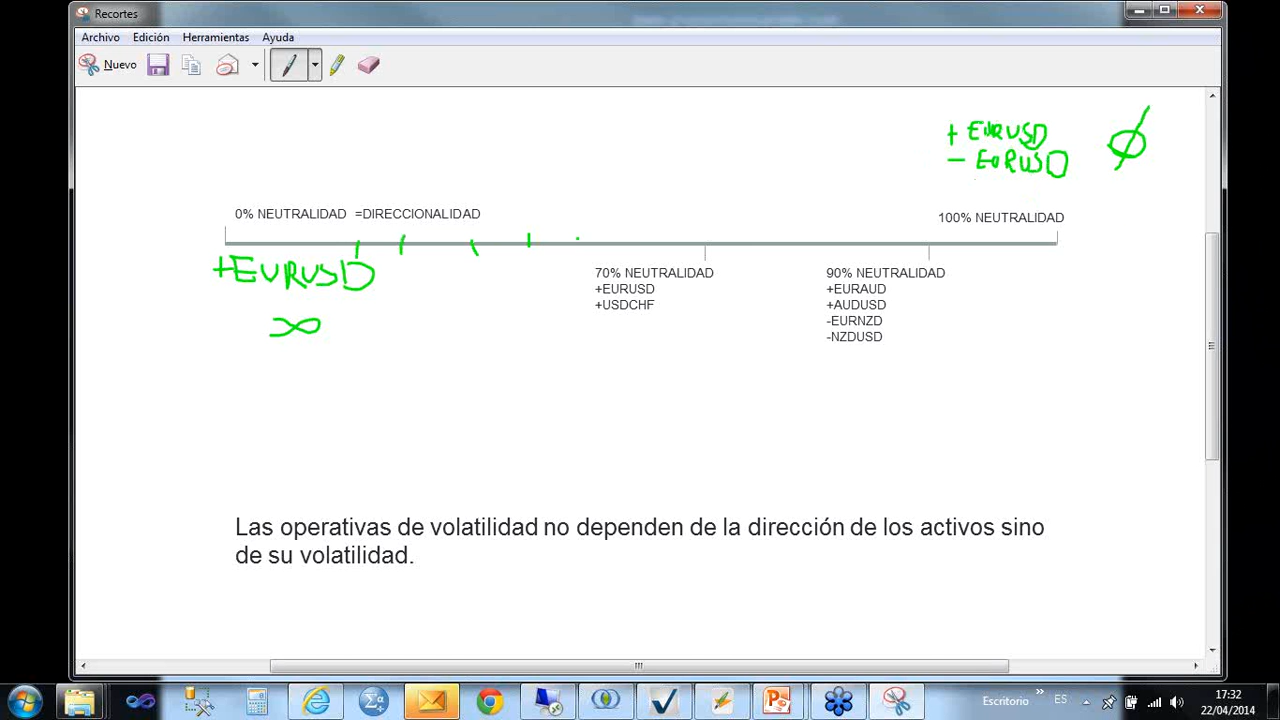 Recortes
Archivo Edición Herramientas Ayuda
Nuevo
+ EURUSD
- EURUSD
0% NEUTRALIDAD =DIRECCIONALIDAD
100% NEUTRALIDAD
+EURUSD
70% NEUTRALIDAD
+EURUSD
+USDCHF
90% NEUTRALIDAD
+EURAUD
+AUDUSD
-EURNZD
-NZDUSD
Las operativas de volatilidad no dependen de la dirección de los activos sino
de su volatilidad.
Escritorio » ES
17:32
22/04/2014